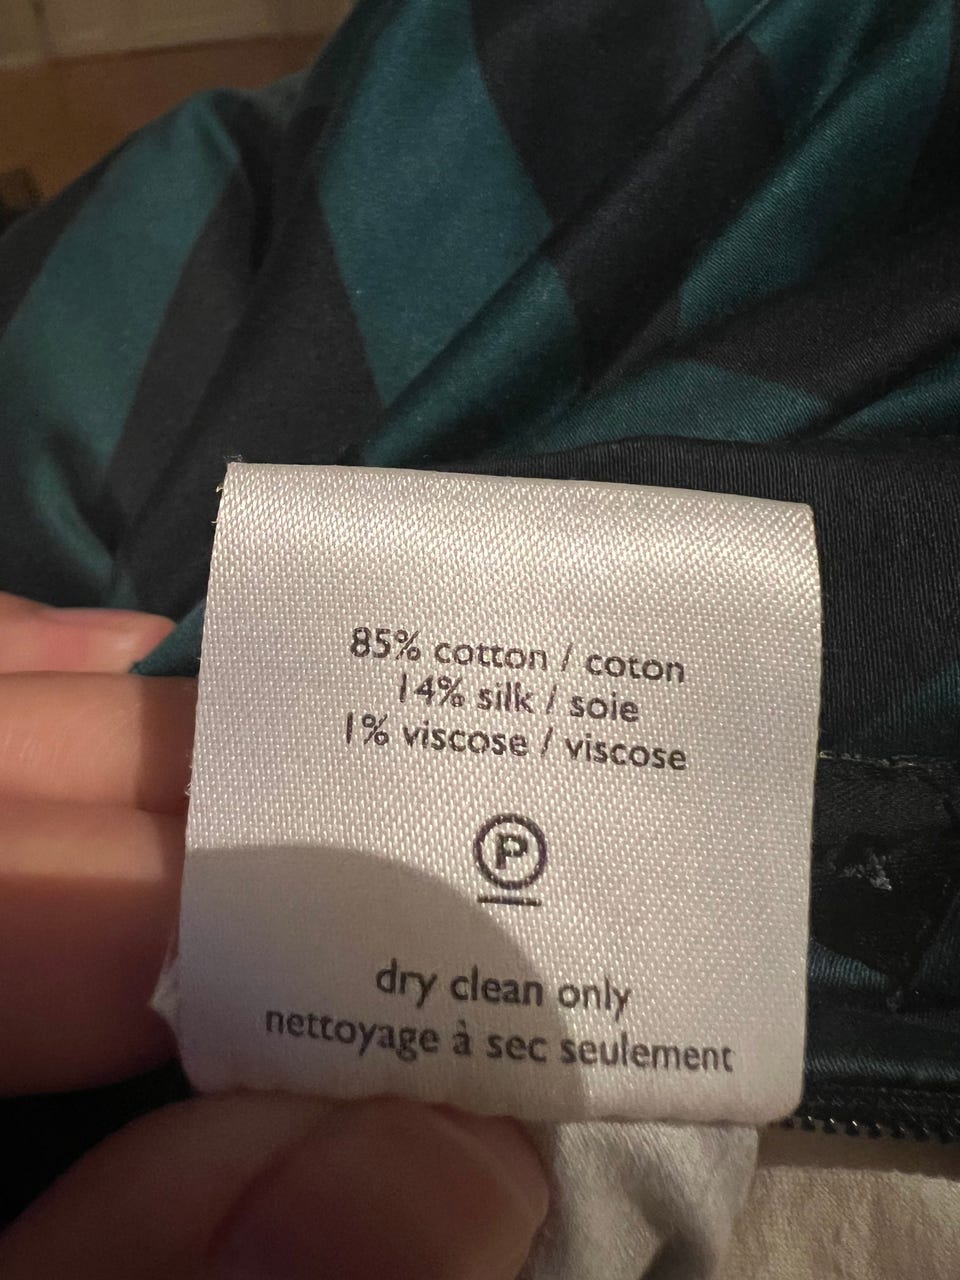 85% cotton / coton
14% silk / soie
1% viscose / viscose
P
dry clean only
nettoyage à sec seulement